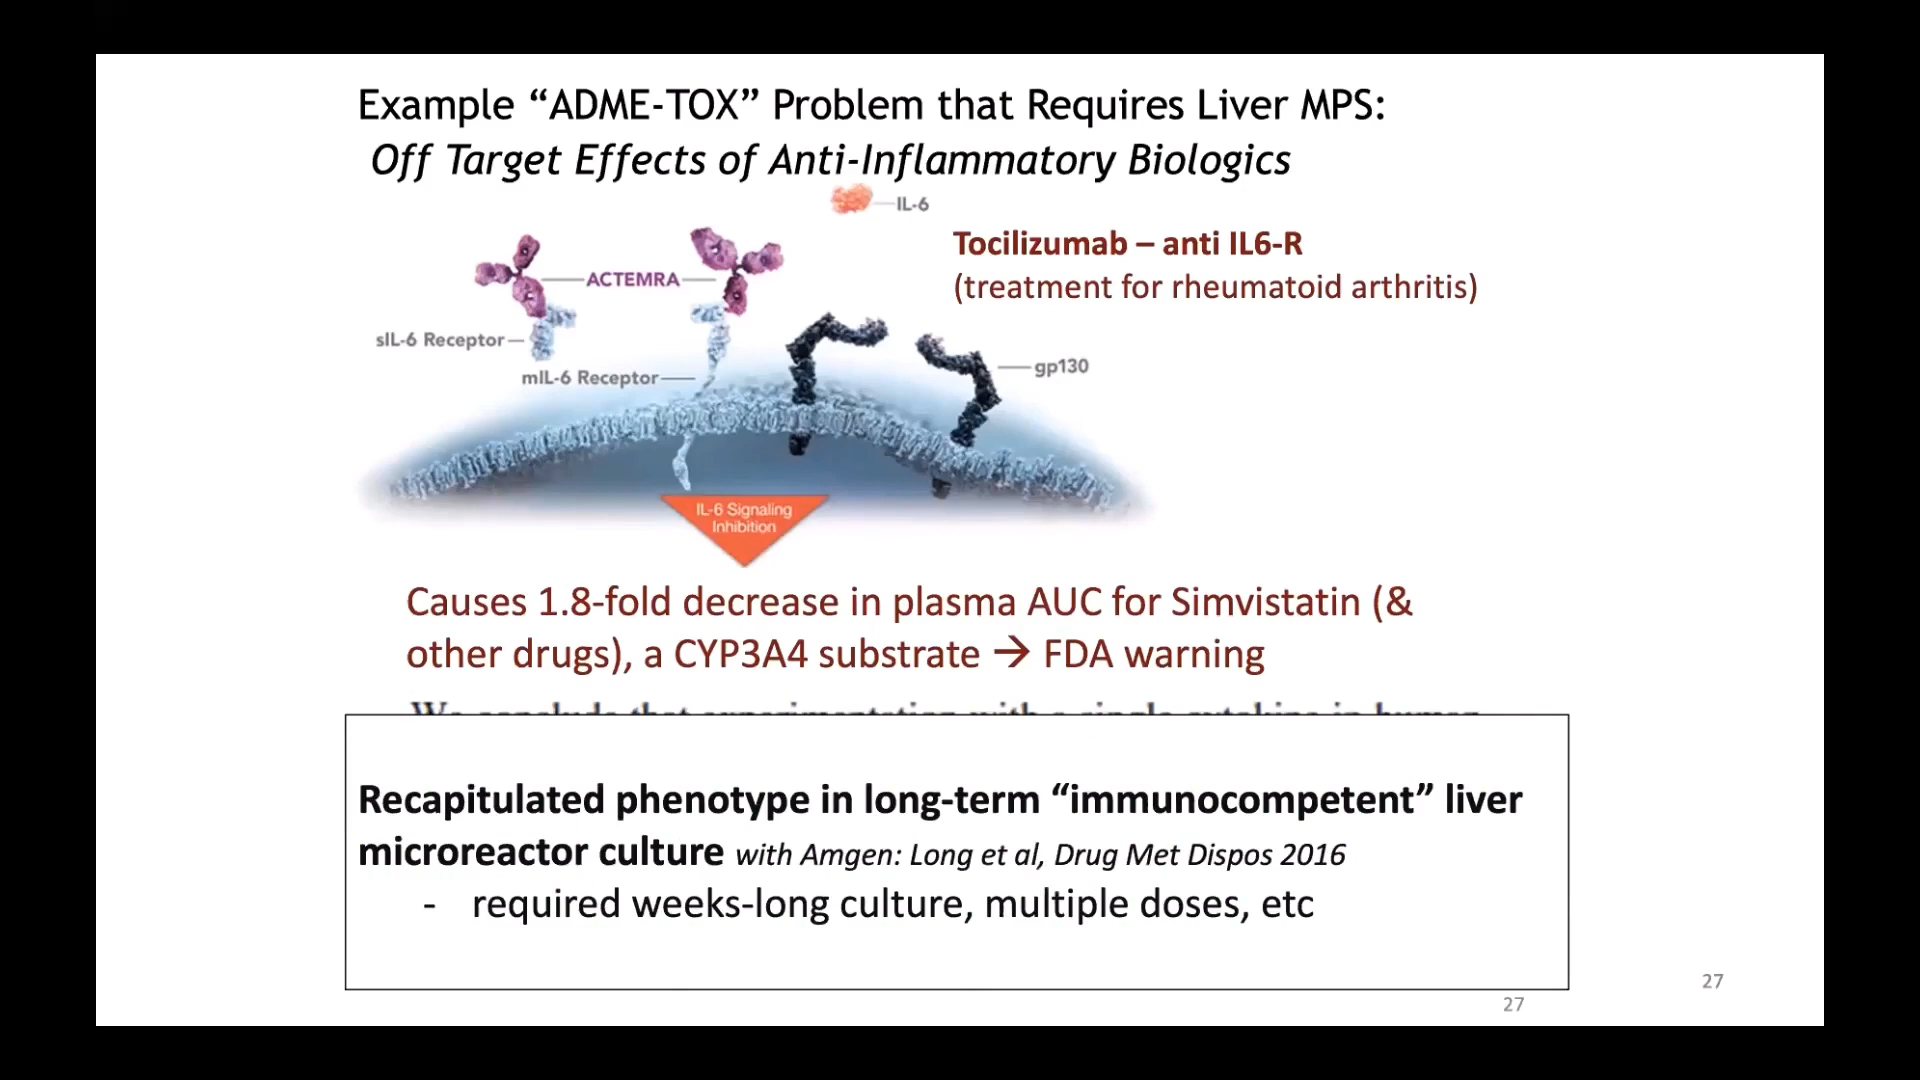 Example “ADME-TOX” Problem that Requires Liver MPS:
Off Target Effects of Anti-Inflammatory Biologics
IL-6
Tocilizumab – anti IL6-R
(treatment for rheumatoid arthritis)
ACTEMRA
sIL-6 Receptor
mIL-6 Receptor
gp130
IL-6 Signaling
Inhibition
Causes 1.8-fold decrease in plasma AUC for Simvistatin (&
other drugs), a CYP3A4 substrate → FDA warning
Recapitulated phenotype in long-term “immunocompetent” liver
microreactor culture with Amgen: Long et al, Drug Met Dispos 2016
- required weeks-long culture, multiple doses, etc
27
27